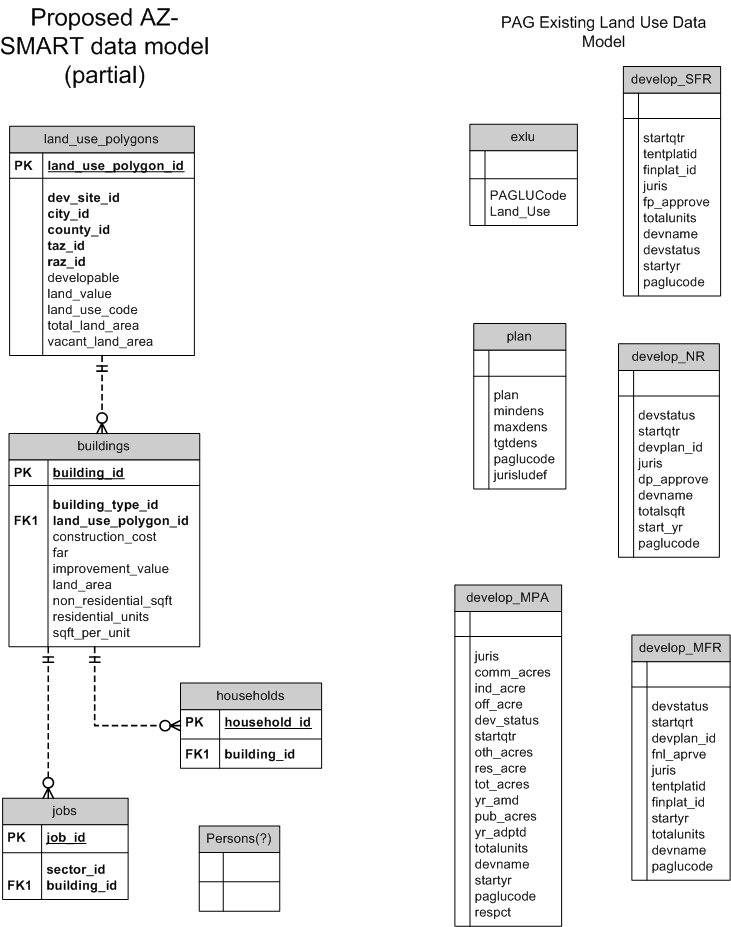 Proposed AZ-
SMART data model
(partial)
land_use_polygons
PK land_use_polygon_id
dev_site_id
city_id
county_id
taz_id
raz_id
developable
land_value
land_use_code
total_land_area
vacant_land_area
buildings
PK building_id
building_type_id
FK1 land_use_polygon_id
construction_cost
far
improvement_value
land_area
non_residential_sqft
residential_units
sqft_per_unit
households
PK household_id
FK1 building_id
jobs
PK job_id
sector_id
FK1 building_id
Persons(?)
PAG Existing Land Use Data
Model
exlu
PAGLUCode
Land_Use
develop_SFR
startqtr
tentplatid
finplat_id
juris
fp_approve
totalunits
devname
devstatus
startyr
paglucode
plan
plan
mindens
maxdens
tgtdens
paglucode
jurisludef
develop_NR
devstatus
startqtr
devplan_id
juris
dp_approve
devname
totalsqft
start_yr
paglucode
develop_MPA
juris
comm_acres
ind_acre
off_acre
dev_status
startqtr
oth_acres
res_acre
tot_acres
yr_amd
pub_acres
yr_adptd
totalunits
devname
startyr
paglucode
respct
develop_MFR
devstatus
startqrt
devplan_id
fnl_aprve
juris
tentplatid
finplat_id
startyr
totalunits
devname
paglucode